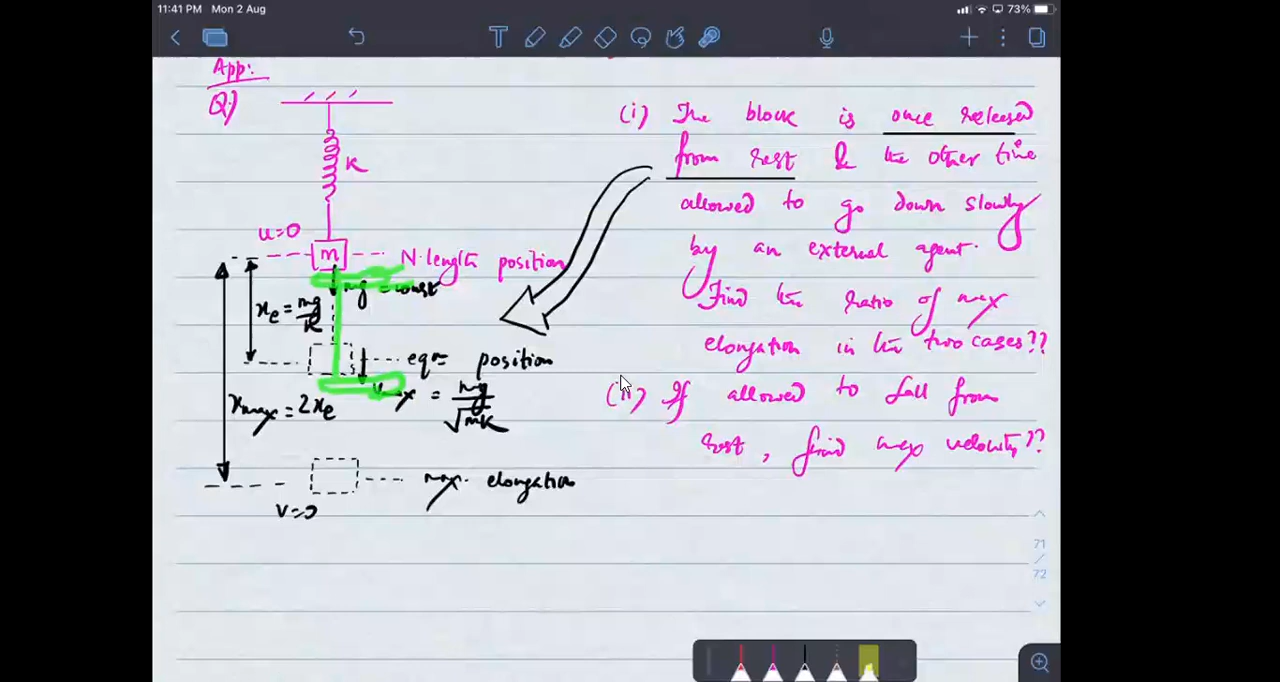 11:41 PM Mon 2 Aug
73%
T
App:
Q)
K
u=0
m
N.length position
mg = const
xe = mg/K
eqm position
vmax = mg/√mK
xmax = 2xe
max. elongation
v=0
(i) The block is once released
from rest & the other time
allowed to go down slowly
by an external agent.
Find the ratio of max
elongation in the two cases??
(ii) If allowed to fall from
rest, find max velocity??
71
/
72